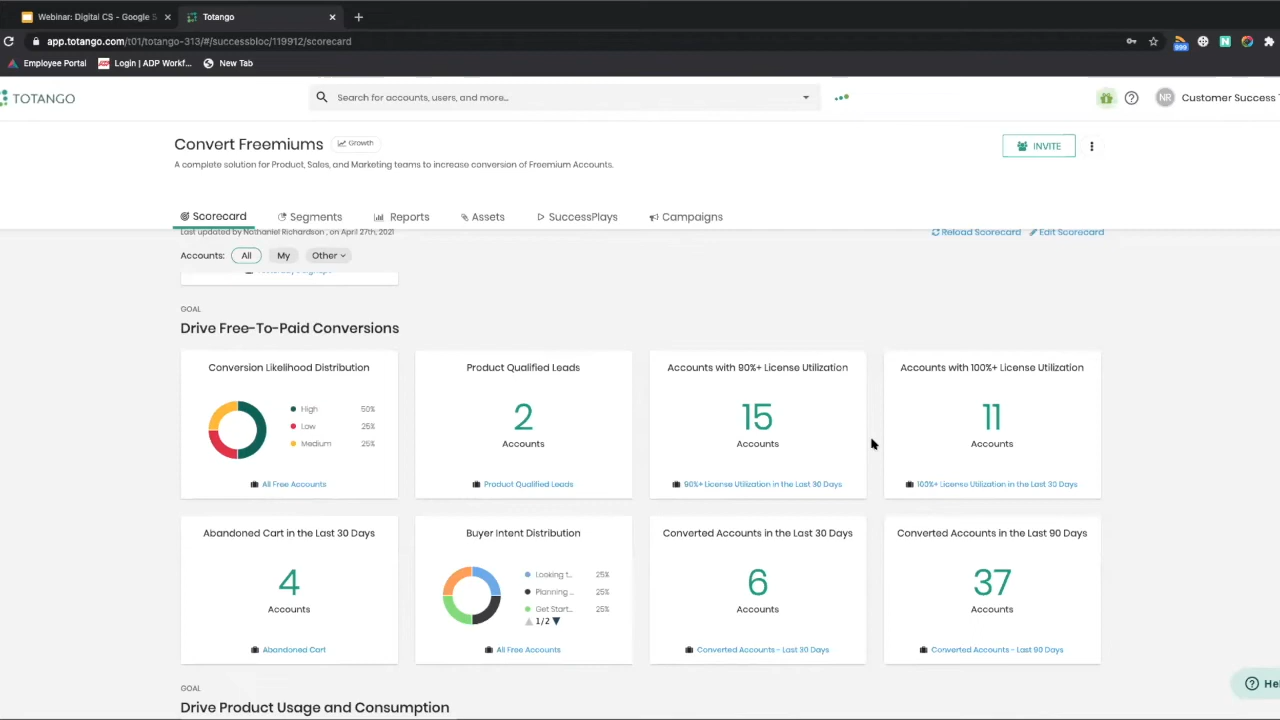 Webinar: Digital CS - Google S
Totango
app.totango.com/t01/totango-313/#/successbloc/119912/scorecard
999
Employee Portal
Login | ADP Workf...
New Tab
TOTANGO
Search for accounts, users, and more...
NR
Customer Success
Convert Freemiums
Growth
INVITE
A complete solution for Product, Sales, and Marketing teams to increase conversion of Freemium Accounts.
Scorecard
Segments
Reports
Assets
SuccessPlays
Campaigns
Last updated by Nathaniel Richardson , on April 27th, 2021
Reload Scorecard
Edit Scorecard
Accounts:
All
My
Other
GOAL
Drive Free-To-Paid Conversions
Conversion Likelihood Distribution
High 50%
Low 25%
Medium 25%
All Free Accounts
Product Qualified Leads
2
Accounts
Product Qualified Leads
Accounts with 90%+ License Utilization
15
Accounts
90%+ License Utilization in the Last 30 Days
Accounts with 100%+ License Utilization
11
Accounts
100%+ License Utilization in the Last 30 Days
Abandoned Cart in the Last 30 Days
4
Accounts
Abandoned Cart
Buyer Intent Distribution
Looking t... 25%
Planning ... 25%
Get Start... 25%
1/2
All Free Accounts
Converted Accounts in the Last 30 Days
6
Accounts
Converted Accounts - Last 30 Days
Converted Accounts in the Last 90 Days
37
Accounts
Converted Accounts - Last 90 Days
GOAL
Drive Product Usage and Consumption
Hel